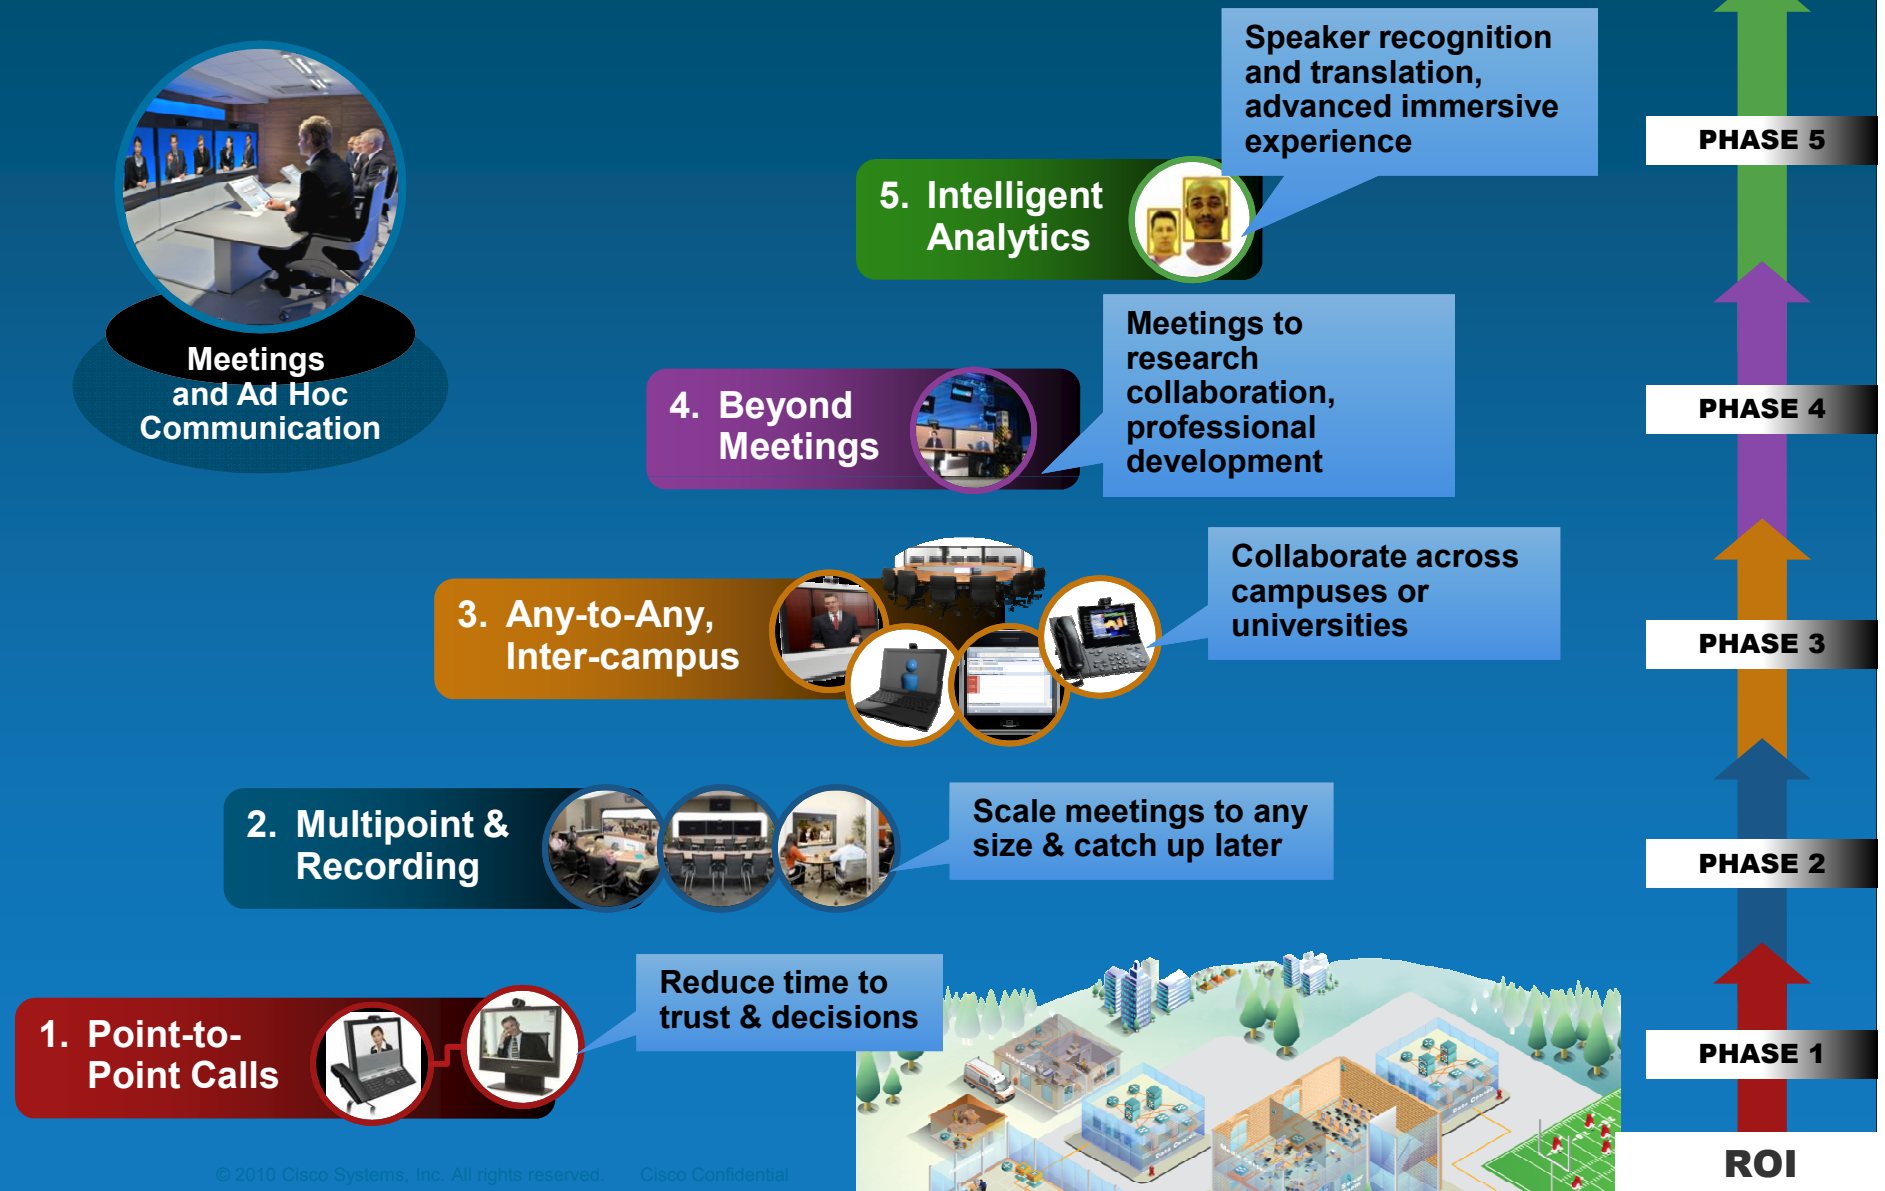 Speaker recognition
and translation,
advanced immersive
experience
PHASE 5
5. Intelligent
Analytics
Meetings
and Ad Hoc
Communication
Meetings to
research
collaboration,
professional
development
PHASE 4
4. Beyond
Meetings
Collaborate across
campuses or
universities
PHASE 3
3. Any-to-Any,
Inter-campus
Scale meetings to any
size & catch up later
PHASE 2
2. Multipoint &
Recording
Reduce time to
trust & decisions
PHASE 1
1. Point-to-
Point Calls
Data Center
ROI
© 2010 Cisco Systems, Inc. All rights reserved. Cisco Confidential